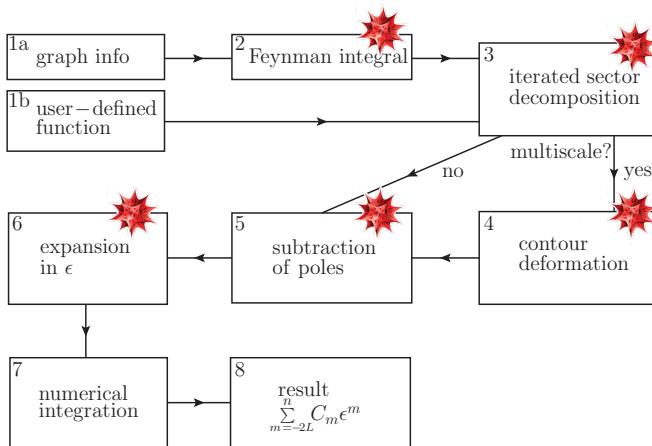 1a
graph info
2
Feynman integral
3
iterated sector
decomposition
1b
user−defined
function
multiscale?
no
yes
6
expansion
in ϵ
5
subtraction
of poles
4
contour
deformation
7
numerical
integration
8
result
n
∑ C_m ϵ^m
m=−2L